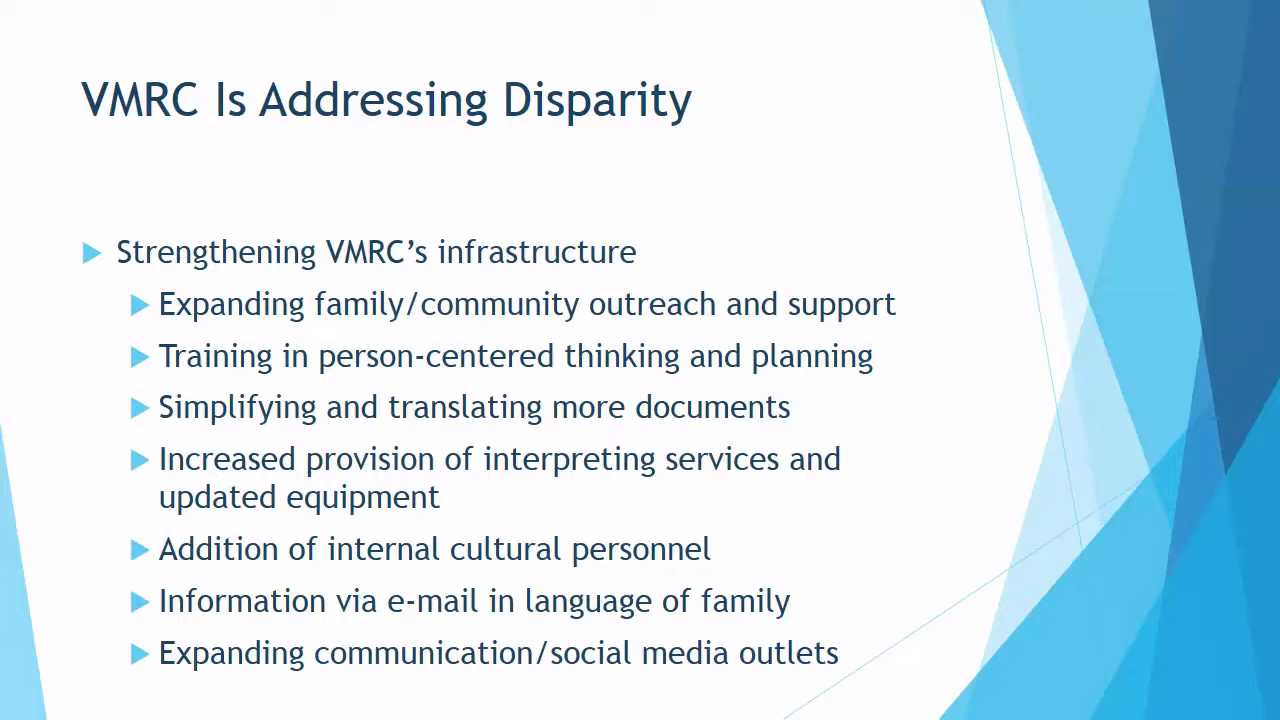 VMRC Is Addressing Disparity
Strengthening VMRC’s infrastructure
Expanding family/community outreach and support
Training in person-centered thinking and planning
Simplifying and translating more documents
Increased provision of interpreting services and
updated equipment
Addition of internal cultural personnel
Information via e-mail in language of family
Expanding communication/social media outlets